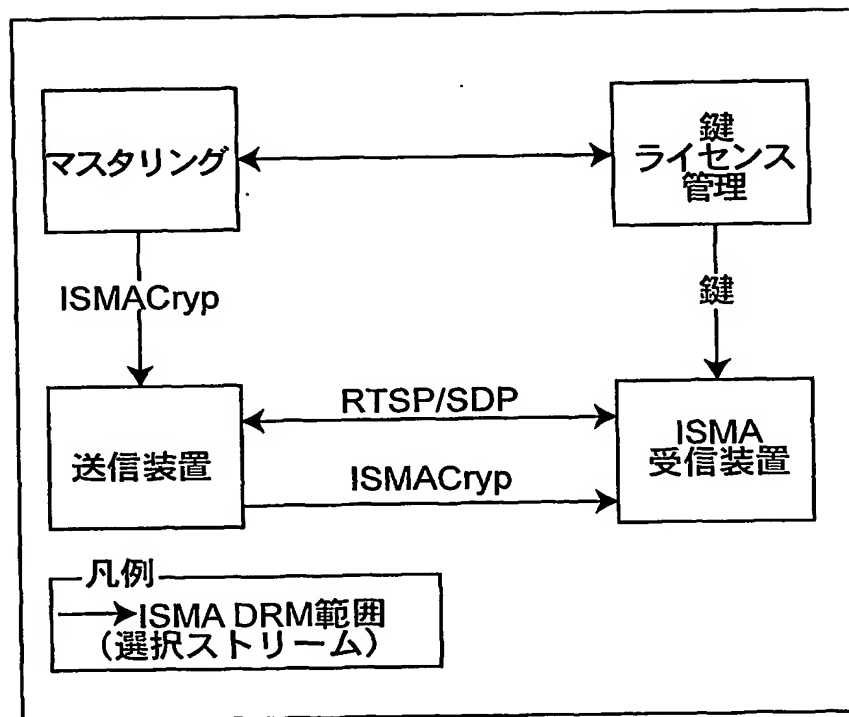 マスタリング
鍵
ライセンス
管理
ISMACryp
鍵
RTSP/SDP
送信装置
ISMA
受信装置
ISMACryp
凡例
ISMA DRM範囲
(選択ストリーム)